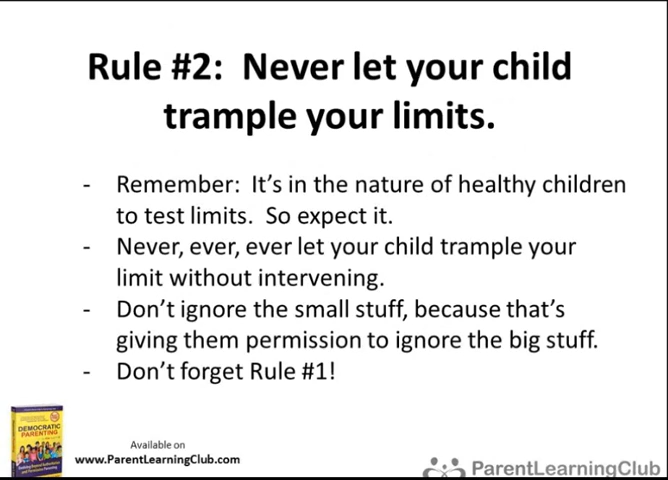 Rule #2:  Never let your child
trample your limits.
- Remember:  It's in the nature of healthy children
to test limits.  So expect it.
- Never, ever, ever let your child trample your
limit without intervening.
- Don't ignore the small stuff, because that's
giving them permission to ignore the big stuff.
- Don't forget Rule #1!
DEMOCRATIC
PARENTING
Available on
www.ParentLearningClub.com
ParentLearningClub